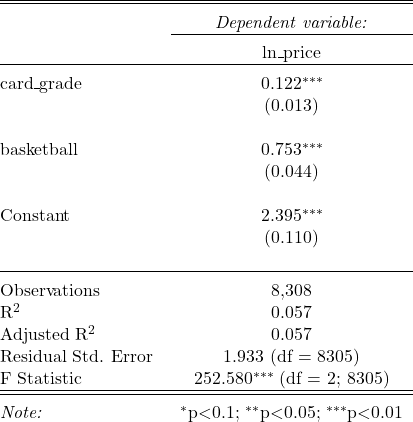 Dependent variable:
ln_price
card_grade 0.122***
(0.013)
basketball 0.753***
(0.044)
Constant 2.395***
(0.110)
Observations 8,308
R2 0.057
Adjusted R2 0.057
Residual Std. Error 1.933 (df = 8305)
F Statistic 252.580*** (df = 2; 8305)
Note: *p<0.1; **p<0.05; ***p<0.01